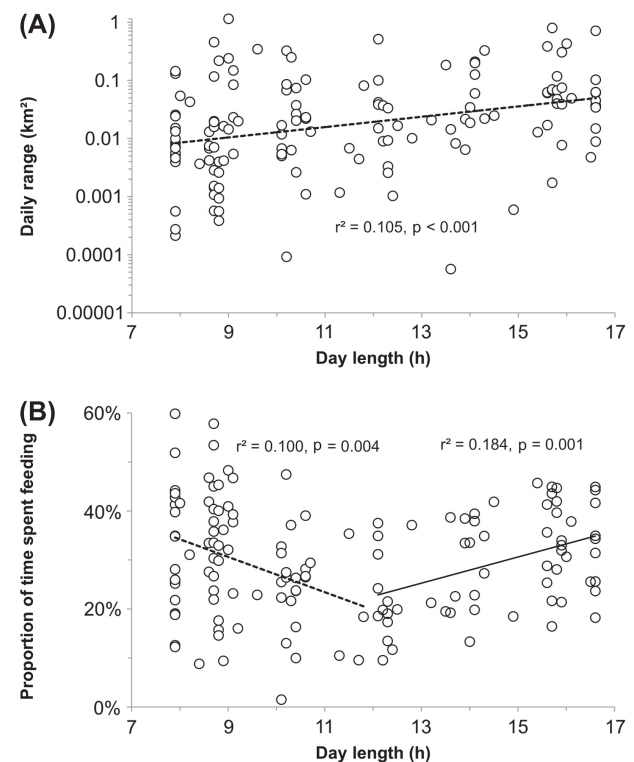 (A)
1
0.1
0.01
0.001
0.0001
0.00001
Daily range (km²)
r² = 0.105, p < 0.001
7 9 11 13 15 17
Day length (h)
(B)
60%
40%
20%
0%
Proportion of time spent feeding
r² = 0.100, p = 0.004 r² = 0.184, p = 0.001
7 9 11 13 15 17
Day length (h)